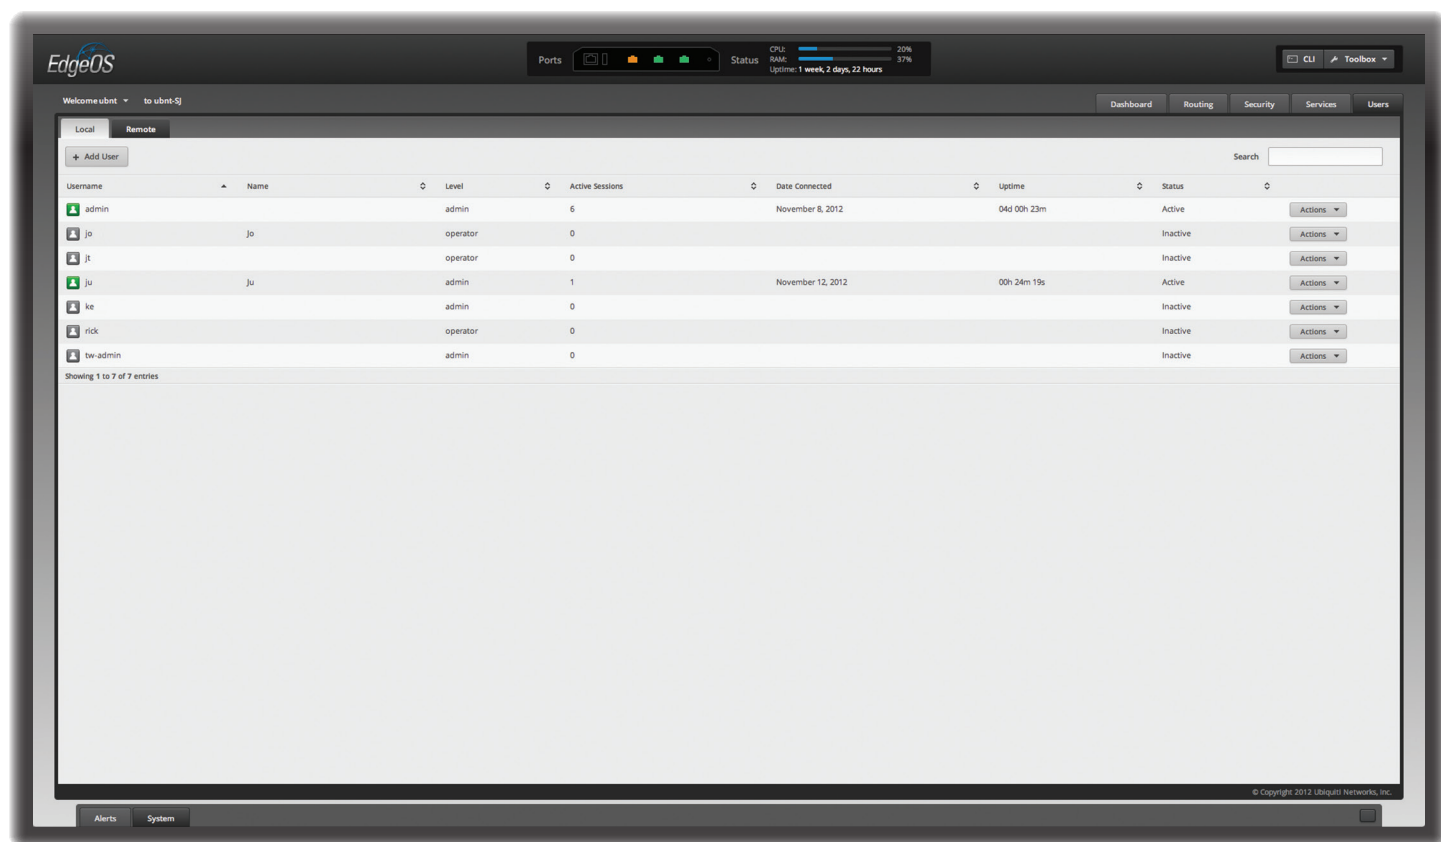 EdgeOS
Ports
Status
CPU: 20%
RAM: 37%
Uptime: 1 week, 2 days, 22 hours
CLI Toolbox
Welcome ubnt to ubnt-SJ
Dashboard Routing Security Services Users
Local Remote
+ Add User
Search
Username Name Level Active Sessions Date Connected Uptime Status
admin admin 6 November 8, 2012 04d 00h 23m Active Actions
jo Jo operator 0 Inactive Actions
jt operator 0 Inactive Actions
ju Ju admin 1 November 12, 2012 00h 24m 19s Active Actions
ke admin 0 Inactive Actions
rick operator 0 Inactive Actions
tw-admin admin 0 Inactive Actions
Showing 1 to 7 of 7 entries
© Copyright 2012 Ubiquiti Networks, Inc.
Alerts System